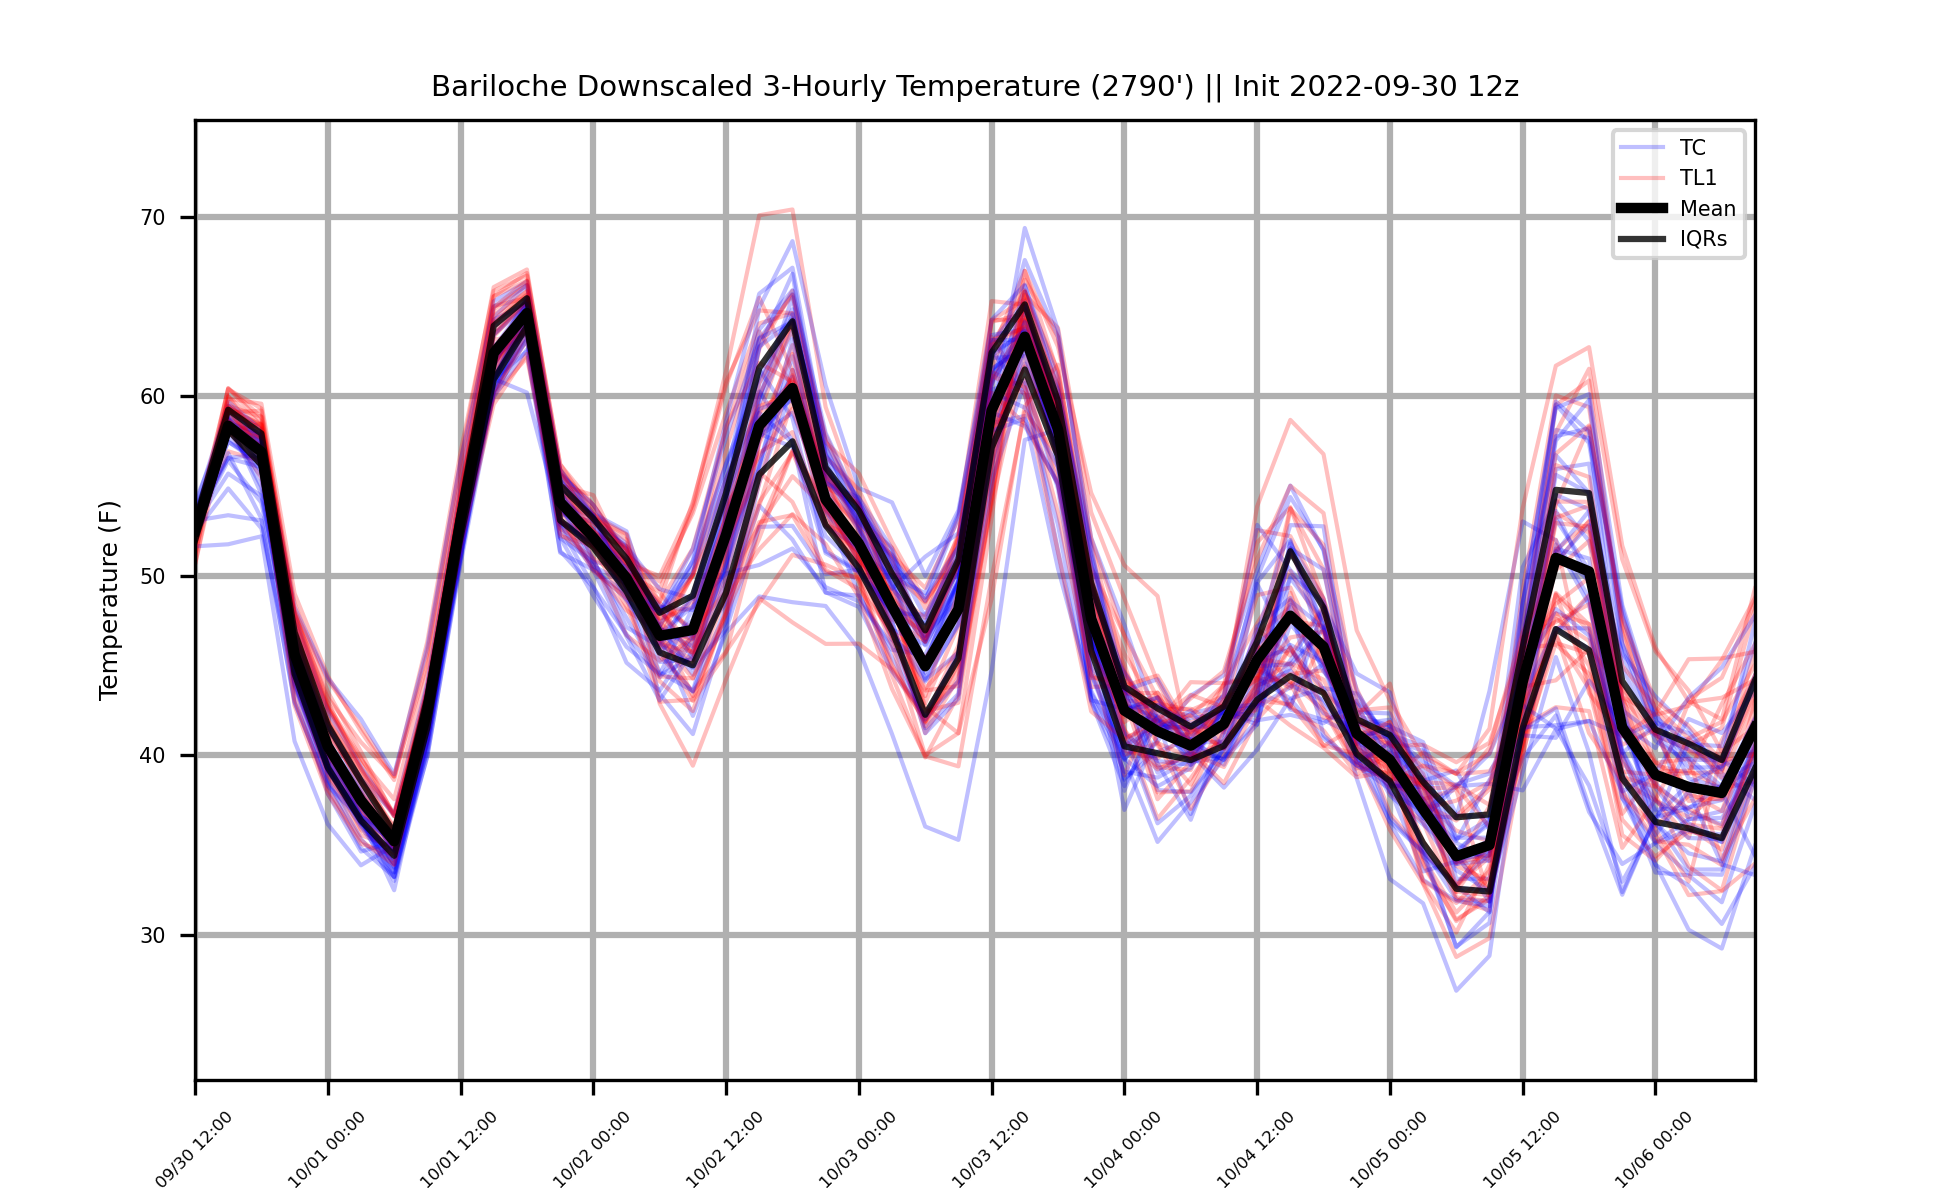 Bariloche Downscaled 3-Hourly Temperature (2790') || Init 2022-09-30 12z
TC
TL1
Mean
IQRs
Temperature (F)
70
60
50
40
30
09/30 12:00
10/01 00:00
10/01 12:00
10/02 00:00
10/02 12:00
10/03 00:00
10/03 12:00
10/04 00:00
10/04 12:00
10/05 00:00
10/05 12:00
10/06 00:00